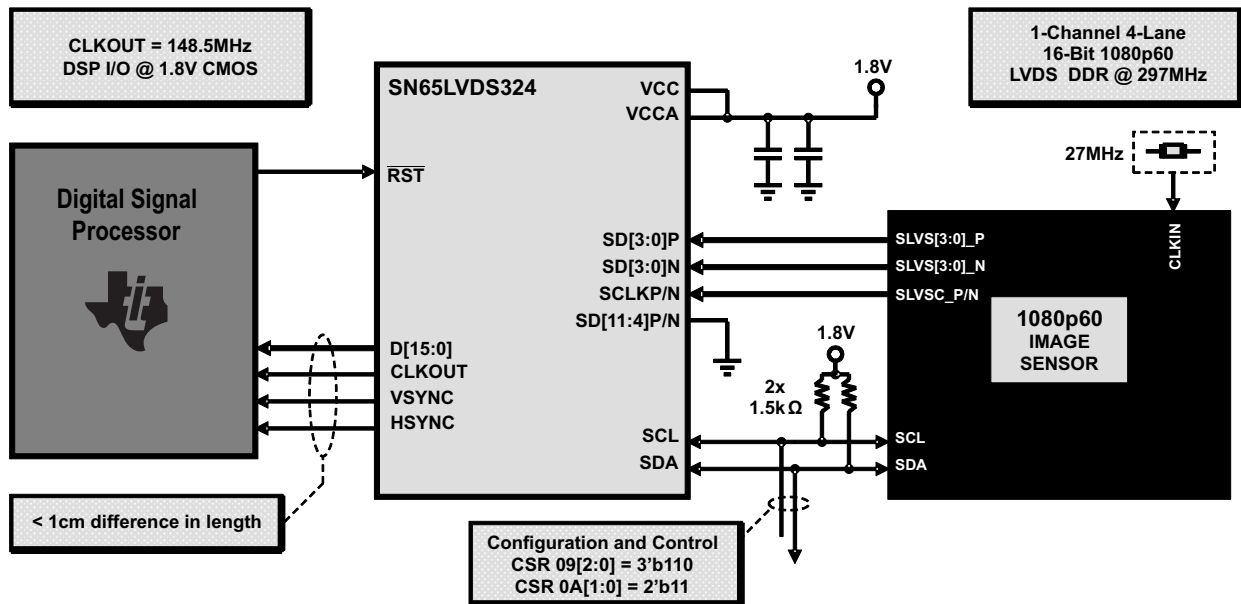 CLKOUT = 148.5MHz
DSP I/O @ 1.8V CMOS
1-Channel 4-Lane
16-Bit 1080p60
LVDS DDR @ 297MHz
SN65LVDS324
VCC
VCCA
1.8V
27MHz
RST
Digital Signal
Processor
SD[3:0]P
SD[3:0]N
SCLKP/N
SD[11:4]P/N
SLVS[3:0]_P
SLVS[3:0]_N
SLVSC_P/N
CLKIN
1080p60
IMAGE
SENSOR
1.8V
2x
1.5kΩ
D[15:0]
CLKOUT
VSYNC
HSYNC
SCL
SDA
SCL
SDA
< 1cm difference in length
Configuration and Control
CSR 09[2:0] = 3'b110
CSR 0A[1:0] = 2'b11